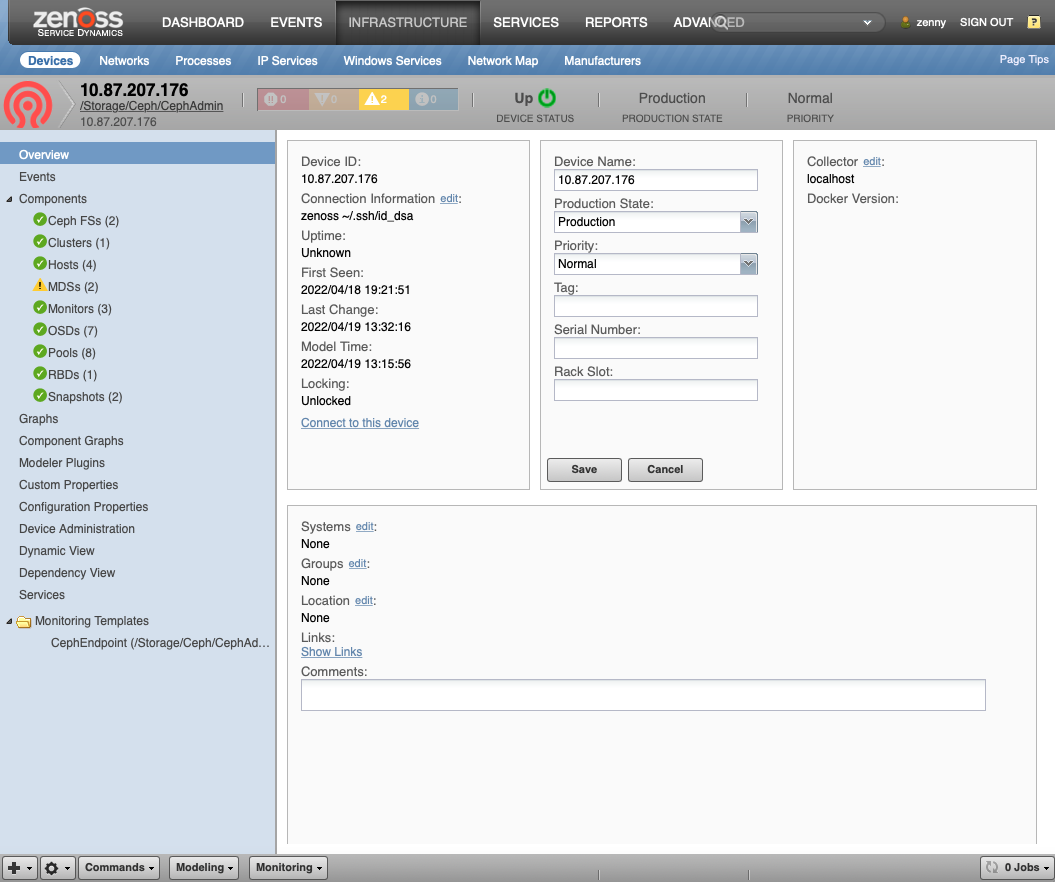 zenoss
SERVICE DYNAMICS
DASHBOARD EVENTS INFRASTRUCTURE SERVICES REPORTS ADVANCED zenny SIGN OUT ?
Devices Networks Processes IP Services Windows Services Network Map Manufacturers Page Tips
10.87.207.176
/Storage/Ceph/CephAdmin
10.87.207.176
0 0 2 0
Up Production Normal
DEVICE STATUS PRODUCTION STATE PRIORITY
Overview
Events
Components
Ceph FSs (2)
Clusters (1)
Hosts (4)
MDSs (2)
Monitors (3)
OSDs (7)
Pools (8)
RBDs (1)
Snapshots (2)
Graphs
Component Graphs
Modeler Plugins
Custom Properties
Configuration Properties
Device Administration
Dynamic View
Dependency View
Services
Monitoring Templates
CephEndpoint (/Storage/Ceph/CephAd...
Device ID:
10.87.207.176
Connection Information edit:
zenoss ~/.ssh/id_dsa
Uptime:
Unknown
First Seen:
2022/04/18 19:21:51
Last Change:
2022/04/19 13:32:16
Model Time:
2022/04/19 13:15:56
Locking:
Unlocked
Connect to this device
Device Name:
10.87.207.176
Production State:
Production
Priority:
Normal
Tag:
Serial Number:
Rack Slot:
Save Cancel
Collector edit:
localhost
Docker Version:
Systems edit:
None
Groups edit:
None
Location edit:
None
Links:
Show Links
Comments:
Commands Modeling Monitoring 0 Jobs